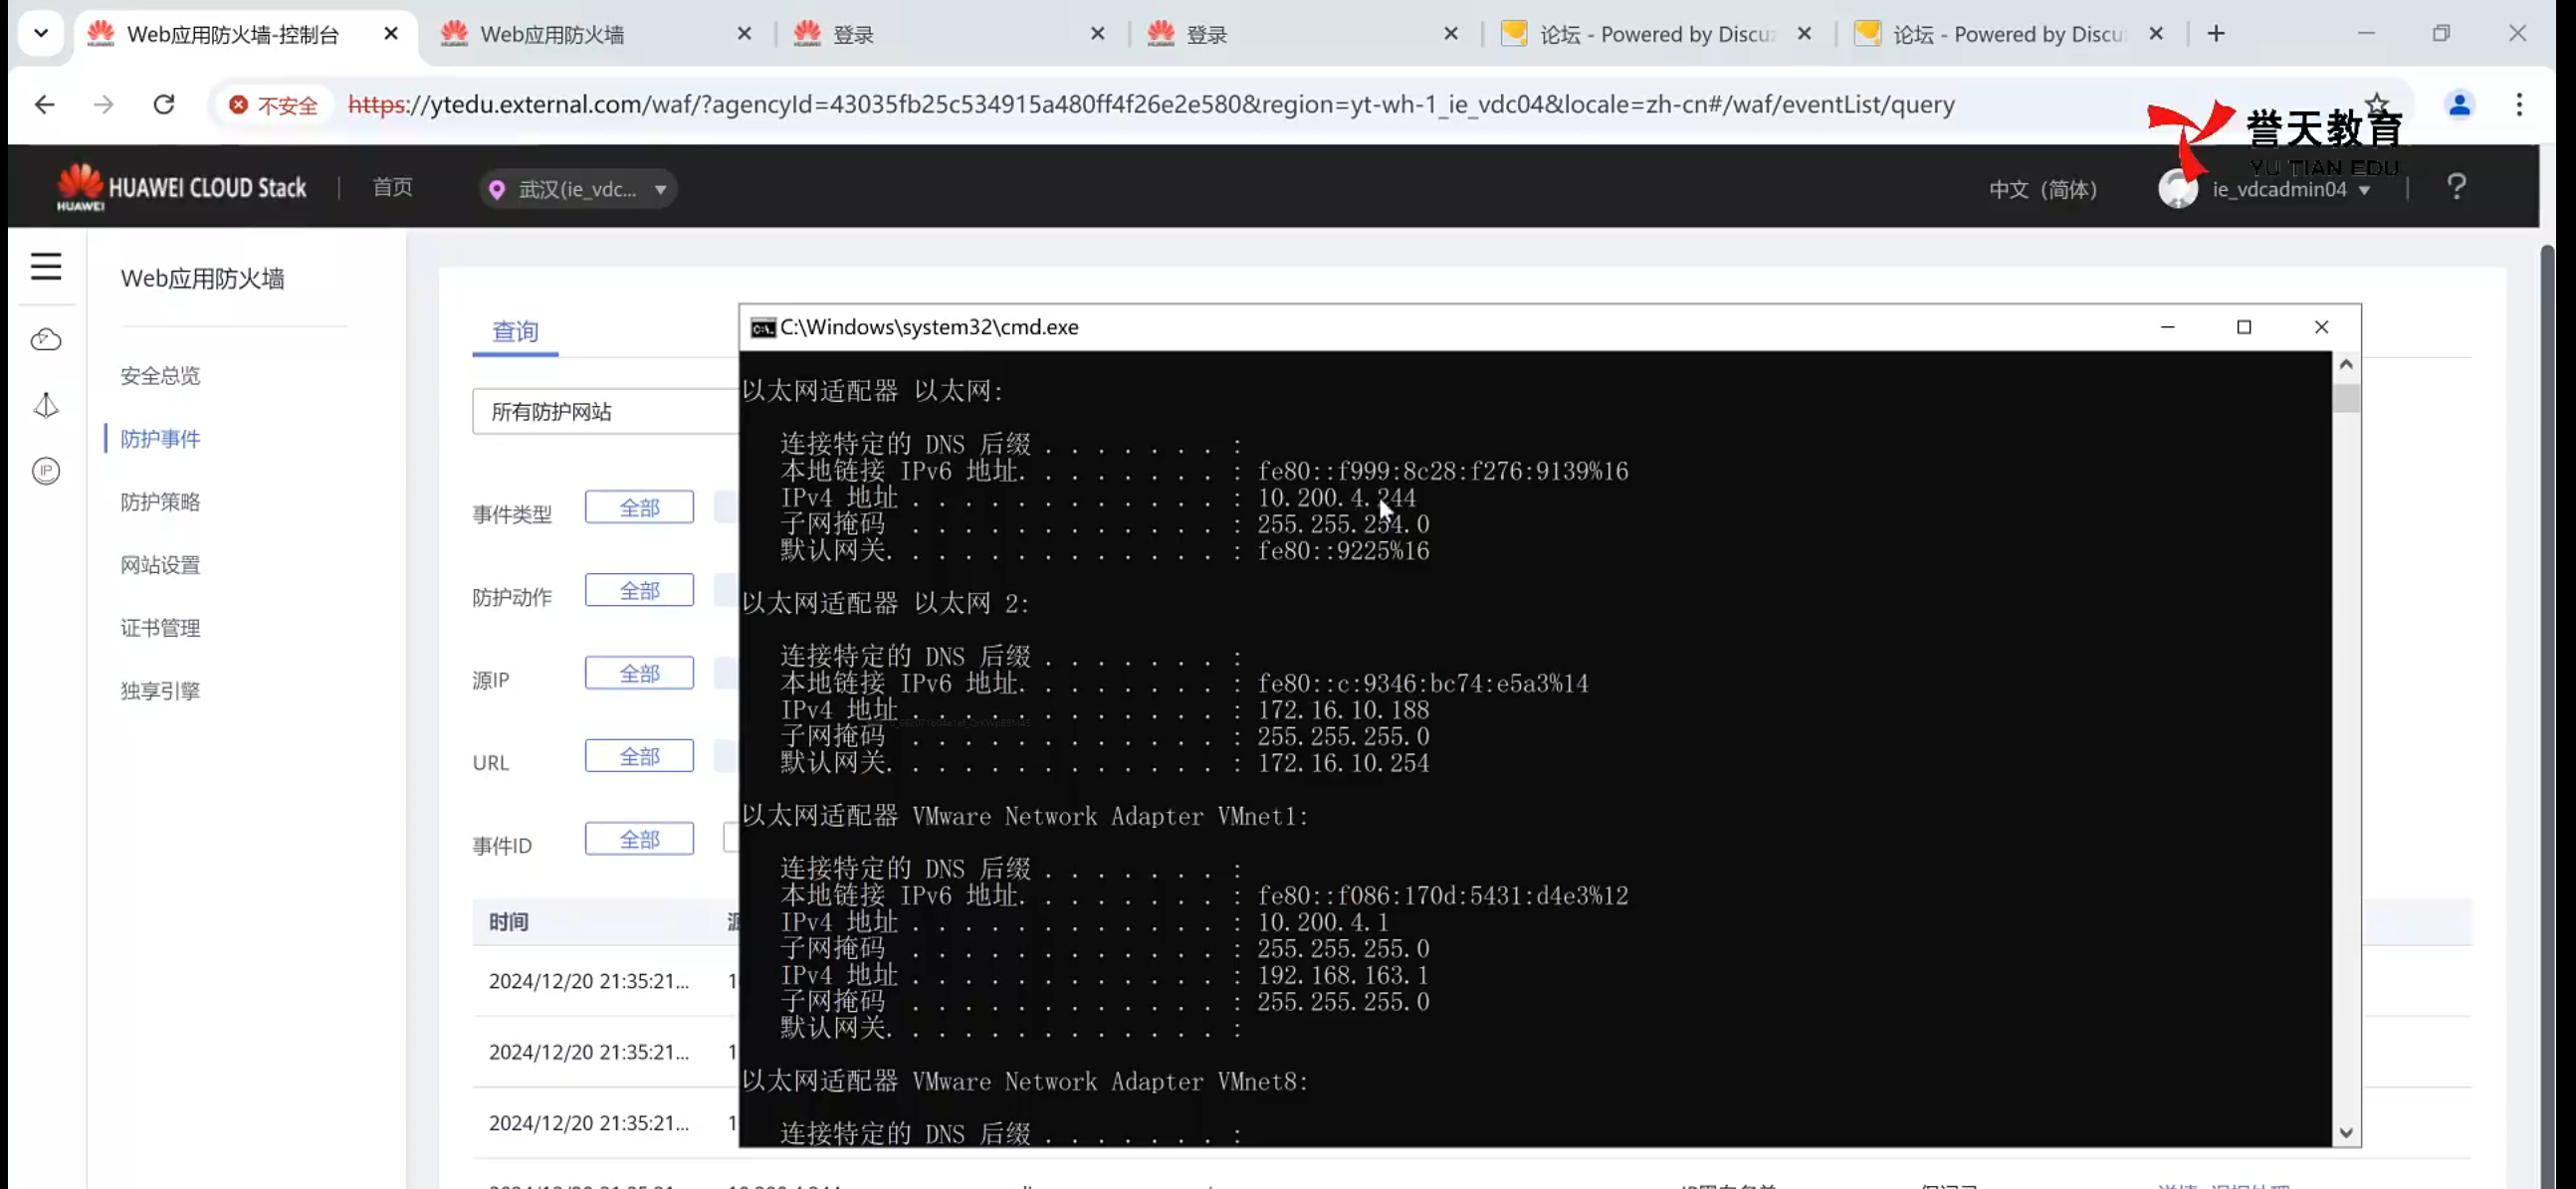 Web应用防火墙-控制台
Web应用防火墙
登录
登录
论坛 - Powered by Discu
论坛 - Powered by Discu
不安全
https://ytedu.external.com/waf/?agencyId=43035fb25c534915a480ff4f26e2e580&region=yt-wh-1_ie_vdc04&locale=zh-cn#/waf/eventList/query
誉天教育
YU TIAN EDU
HUAWEI
HUAWEI CLOUD Stack
首页
武汉(ie_vdc...
中文（简体）
ie_vdcadmin04
?
Web应用防火墙
安全总览
防护事件
防护策略
网站设置
证书管理
独享引擎
IP
查询
所有防护网站
事件类型 全部
防护动作 全部
源IP 全部
URL 全部
事件ID 全部
时间
2024/12/20 21:35:21...
2024/12/20 21:35:21...
2024/12/20 21:35:21...
C:\Windows\system32\cmd.exe
以太网适配器 以太网:
连接特定的 DNS 后缀 . . . . . . . :
本地链接 IPv6 地址. . . . . . . . : fe80::f999:8c28:f276:9139%16
IPv4 地址 . . . . . . . . . . . . : 10.200.4.244
子网掩码 . . . . . . . . . . . . : 255.255.254.0
默认网关. . . . . . . . . . . . . : fe80::9225%16
以太网适配器 以太网 2:
连接特定的 DNS 后缀 . . . . . . . :
本地链接 IPv6 地址. . . . . . . . : fe80::c:9346:bc74:e5a3%14
IPv4 地址 . . . . . . . . . . . . : 172.16.10.188
子网掩码 . . . . . . . . . . . . : 255.255.255.0
默认网关. . . . . . . . . . . . . : 172.16.10.254
以太网适配器 VMware Network Adapter VMnet1:
连接特定的 DNS 后缀 . . . . . . . :
本地链接 IPv6 地址. . . . . . . . : fe80::f086:170d:5431:d4e3%12
IPv4 地址 . . . . . . . . . . . . : 10.200.4.1
子网掩码 . . . . . . . . . . . . : 255.255.255.0
IPv4 地址 . . . . . . . . . . . . : 192.168.163.1
子网掩码 . . . . . . . . . . . . : 255.255.255.0
默认网关. . . . . . . . . . . . . :
以太网适配器 VMware Network Adapter VMnet8:
连接特定的 DNS 后缀 . . . . . . . :